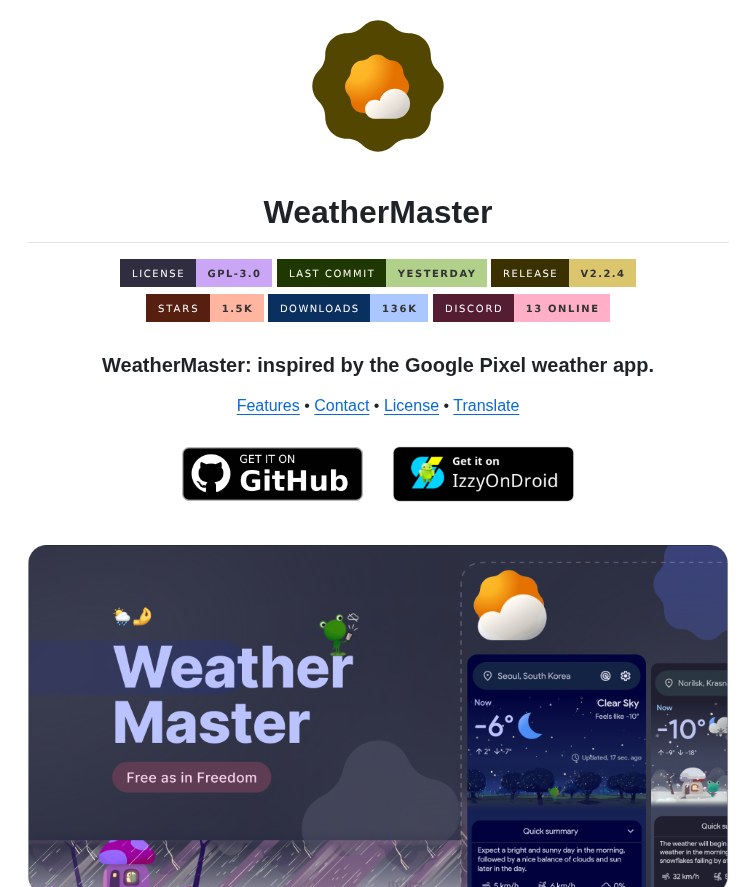 WeatherMaster
LICENSE GPL-3.0 LAST COMMIT YESTERDAY RELEASE V2.2.4
STARS 1.5K DOWNLOADS 136K DISCORD 13 ONLINE
WeatherMaster: inspired by the Google Pixel weather app.
Features • Contact • License • Translate
GET IT ON
GitHub
Get it on
IzzyOnDroid
Weather
Master
Free as in Freedom
Seoul, South Korea
Now
Clear Sky
-6°
Feels like -10°
↑2° ↓-7°
Updated, 17 sec. ago
Quick summary
Expect a bright and sunny day in the morning,
followed by a nice balance of clouds and sun
later in the day.
5 km/h 6 km/h 0%
Norilsk, Krasn
Now
-10°
↑-9° ↓-18°
Quick su
The weather will begin
weather in the morning
snowflakes falling by a
32 km/h